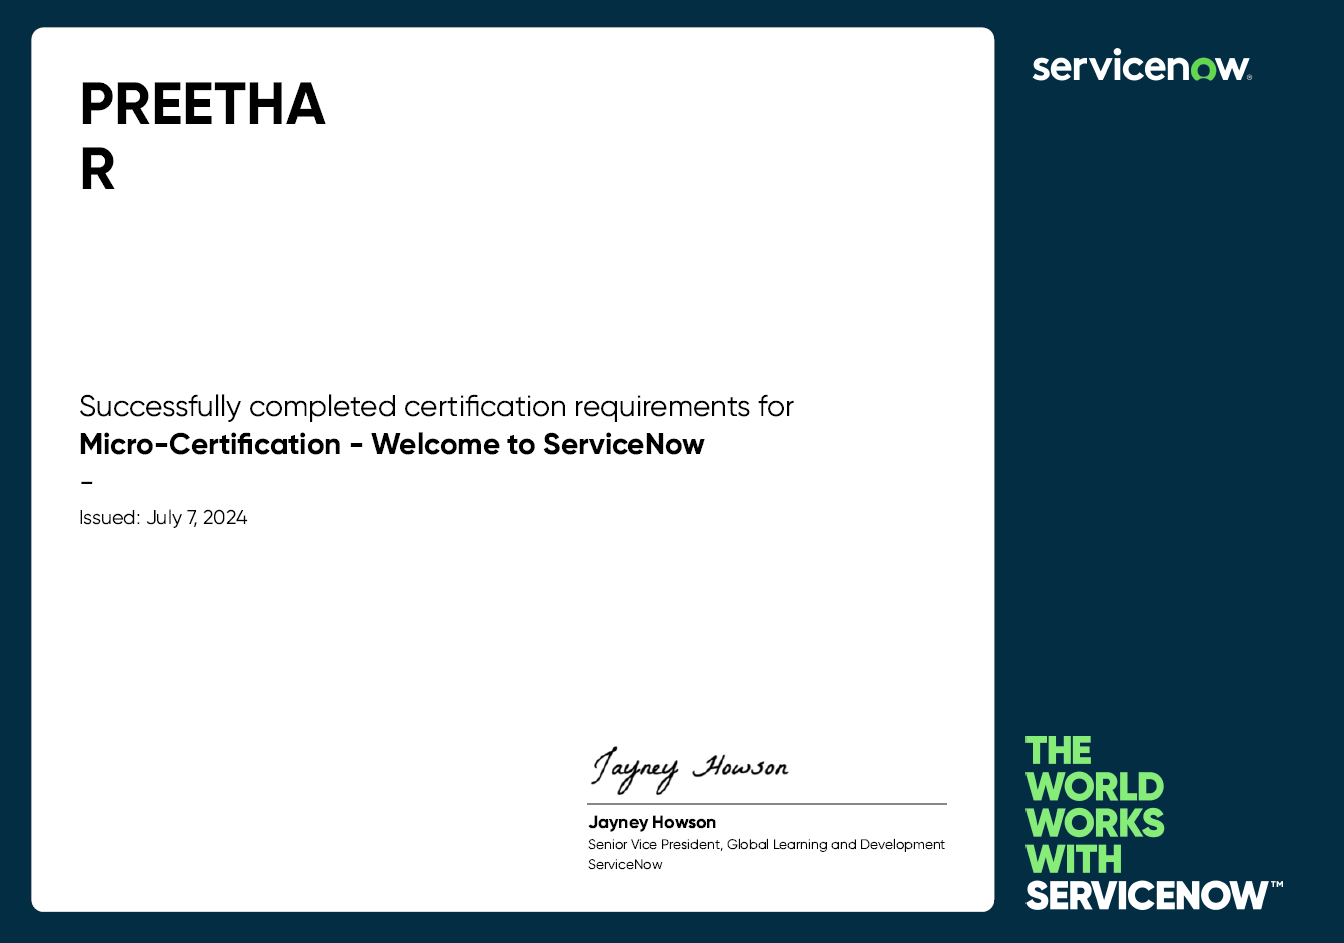 PREETHA
R
servicenow®
Successfully completed certification requirements for
Micro-Certification - Welcome to ServiceNow
-
Issued: July 7, 2024
Jayney Howson
Jayney Howson
Senior Vice President, Global Learning and Development
ServiceNow
THE
WORLD
WORKS
WITH
SERVICENOW™